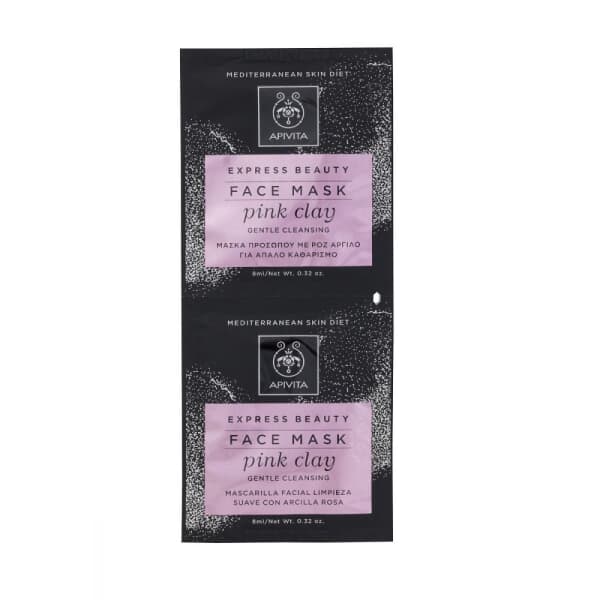 MEDITERRANEAN SKIN DIET
APIVITA
EXPRESS BEAUTY
FACE MASK
pink clay
GENTLE CLEANSING
ΜΑΣΚΑ ΠΡΟΣΩΠΟΥ ΜΕ ΡΟΖ ΑΡΓΙΛΟ
ΓΙΑ ΑΠΑΛΟ ΚΑΘΑΡΙΣΜΟ
8ml/Net Wt. 0.32 oz.
MEDITERRANEAN SKIN DIET
APIVITA
EXPRESS BEAUTY
FACE MASK
pink clay
GENTLE CLEANSING
MASCARILLA FACIAL LIMPIEZA
SUAVE CON ARCILLA ROSA
8ml/Net Wt. 0.32 oz.